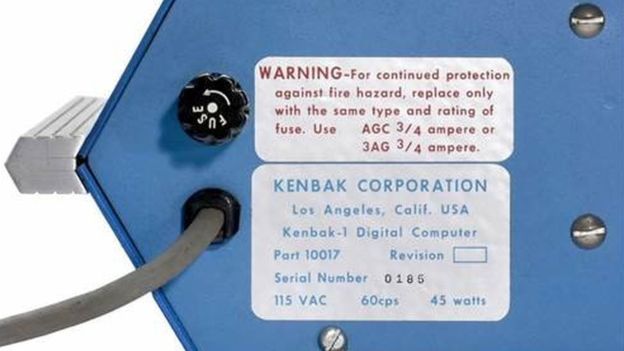 FUSE
WARNING-For continued protection
against fire hazard, replace only
with the same type and rating of
fuse. Use AGC 3/4 ampere or
3AG 3/4 ampere.
KENBAK CORPORATION
Los Angeles, Calif. USA
Kenbak-1 Digital Computer
Part 10017 Revision
Serial Number 0185
115 VAC 60cps 45 watts